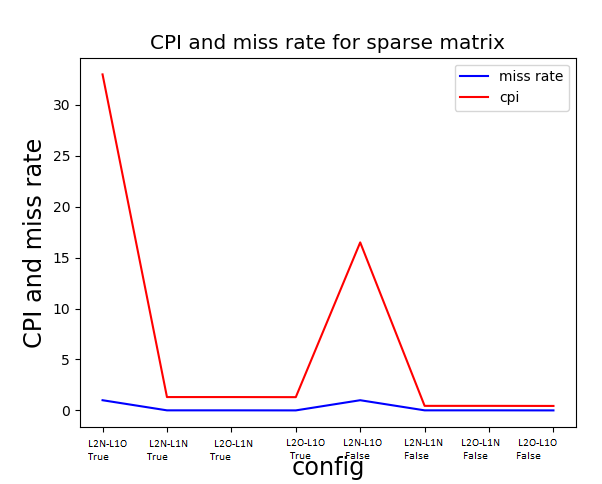 CPI and miss rate for sparse matrix
miss rate
cpi
CPI and miss rate
30
25
20
15
10
5
0
L2N-L1O L2N-L1N L2O-L1N L2O-L1O L2N-L1O L2N-L1N L2O-L1N L2O-L1O
True True True True False False False False
config